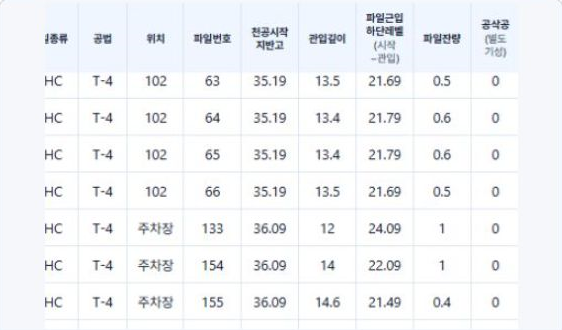 일종류 공법 위치 파일번호 천공시작 지반고 관입깊이 파일근입 하단레벨 (시작 -관입) 파일잔량 공삭공 (별도 기성)
HC T-4 102 63 35.19 13.5 21.69 0.5 0
HC T-4 102 64 35.19 13.4 21.79 0.6 0
HC T-4 102 65 35.19 13.4 21.79 0.6 0
HC T-4 102 66 35.19 13.5 21.69 0.5 0
HC T-4 주차장 133 36.09 12 24.09 1 0
HC T-4 주차장 154 36.09 14 22.09 1 0
HC T-4 주차장 155 36.09 14.6 21.49 0.4 0